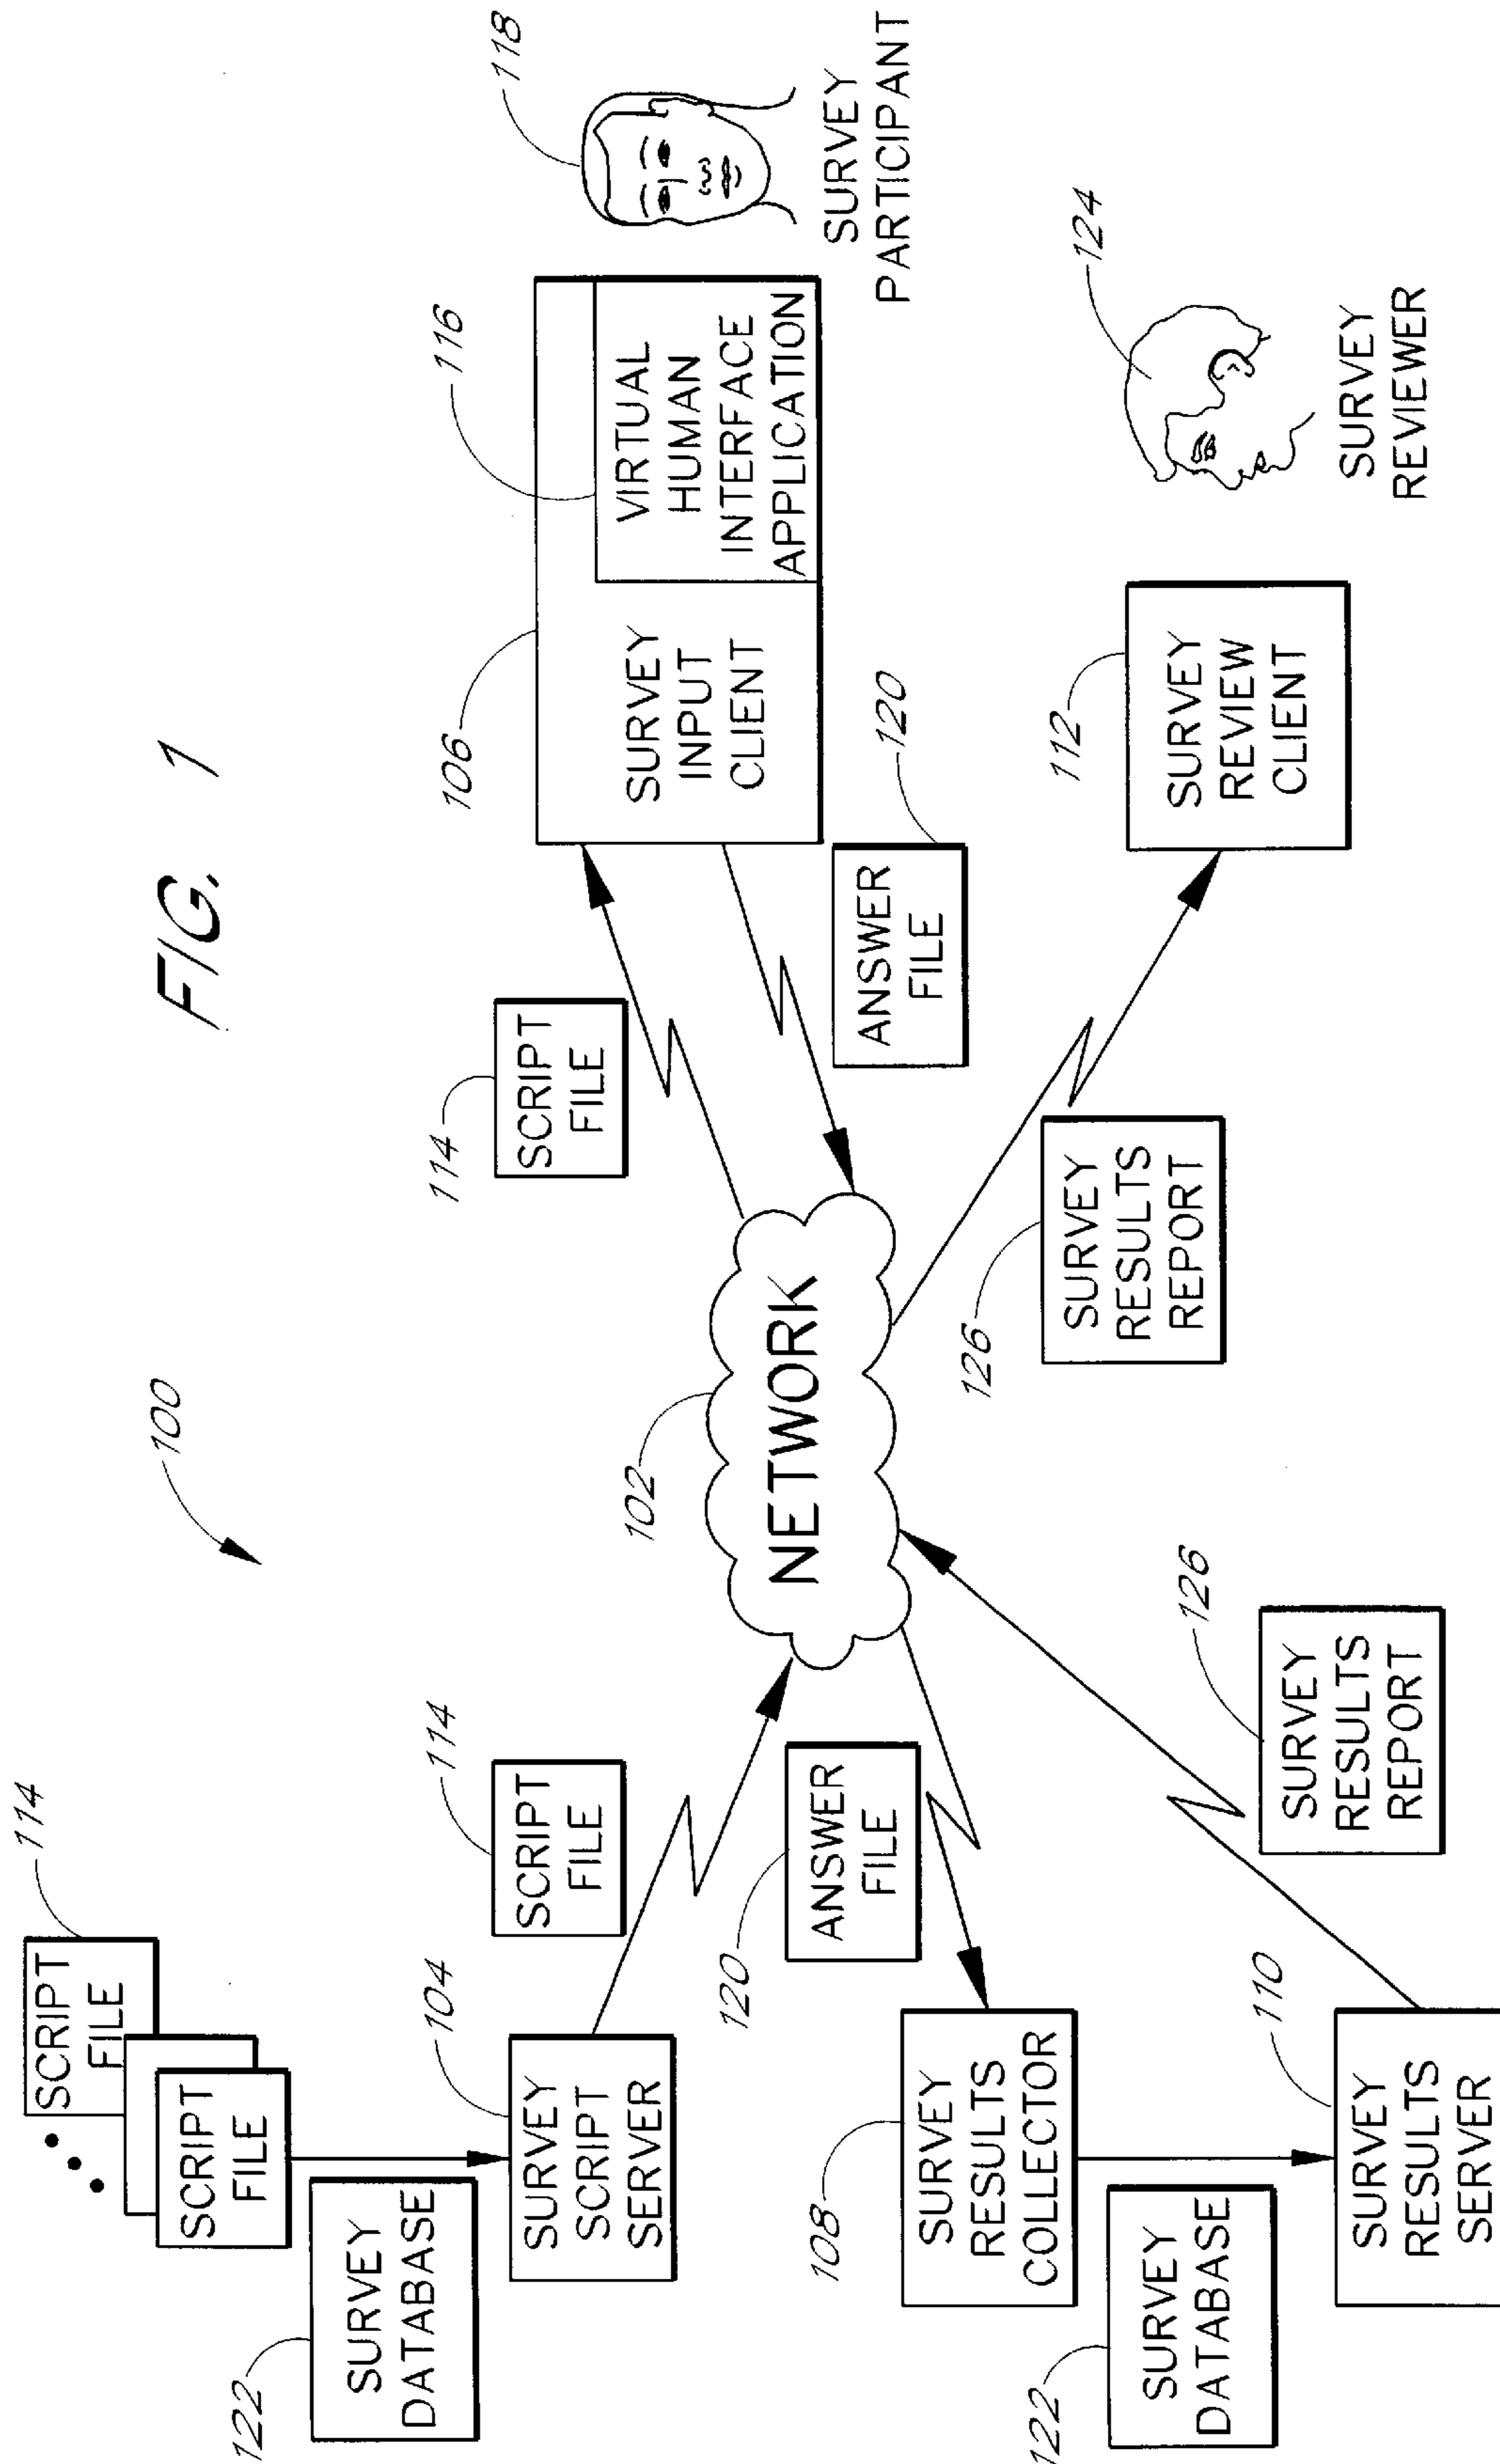 FIG. 1
100
114
SCRIPT
FILE
SCRIPT
FILE
122
SURVEY
DATABASE
104
SURVEY
SCRIPT
SERVER
114
SCRIPT
FILE
102
NETWORK
114
SCRIPT
FILE
106
SURVEY
INPUT
CLIENT
116
VIRTUAL
HUMAN
INTERFACE
APPLICATION
118
SURVEY
PARTICIPANT
120
ANSWER
FILE
120
ANSWER
FILE
108
SURVEY
RESULTS
COLLECTOR
122
SURVEY
DATABASE
110
SURVEY
RESULTS
SERVER
126
SURVEY
RESULTS
REPORT
126
SURVEY
RESULTS
REPORT
112
SURVEY
REVIEW
CLIENT
124
SURVEY
REVIEWER